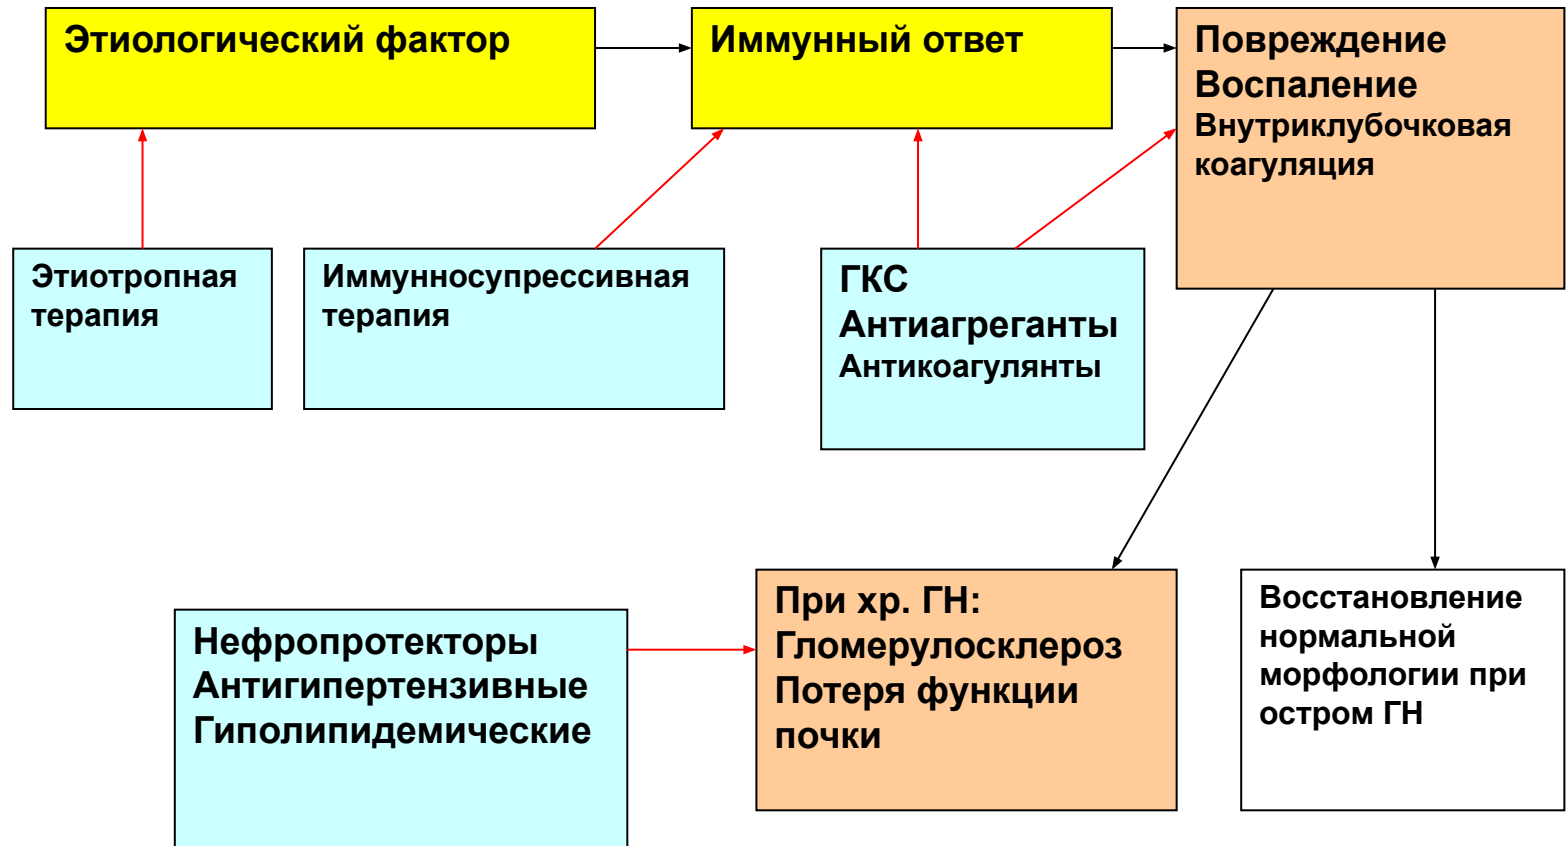 Этиологический фактор
Иммунный ответ
Повреждение
Воспаление
Внутриклубочковая
коагуляция
Этиотропная
терапия
Иммунносупрессивная
терапия
ГКС
Антиагреганты
Антикоагулянты
Нефропротекторы
Антигипертензивные
Гиполипидемические
При хр. ГН:
Гломерулосклероз
Потеря функции
почки
Восстановление
нормальной
морфологии при
остром ГН